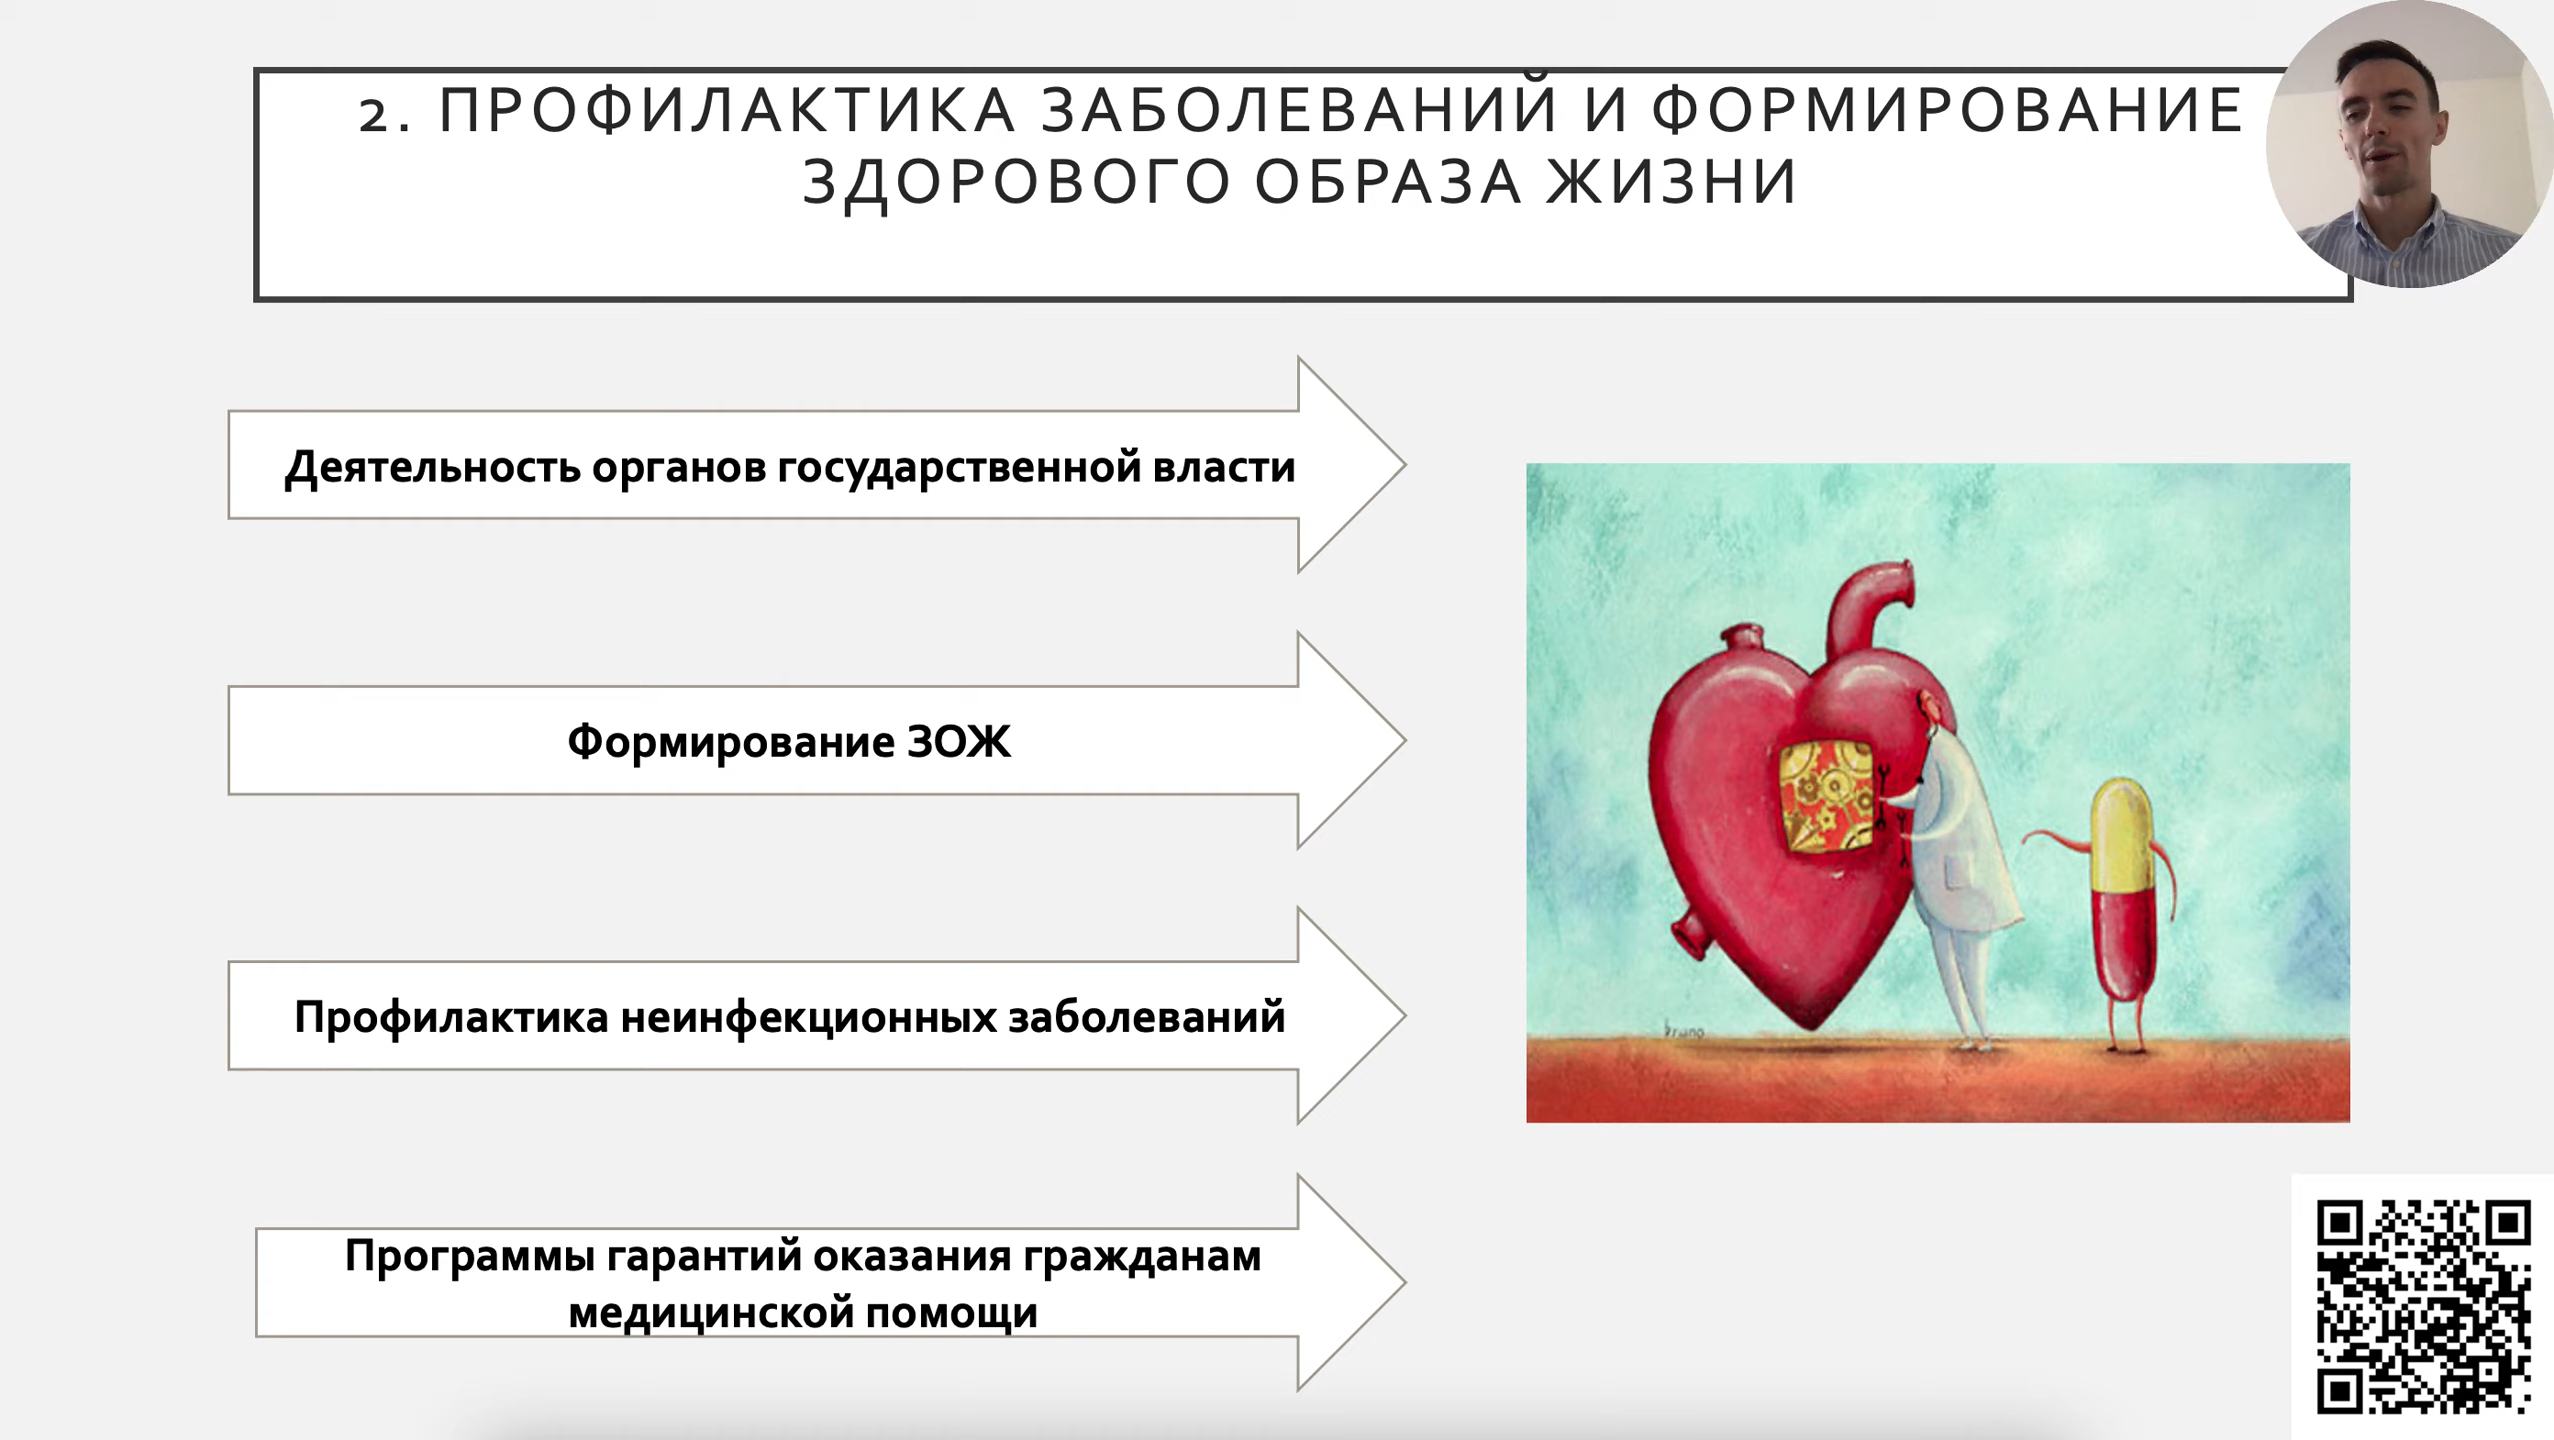 2. ПРОФИЛАКТИКА ЗАБОЛЕВАНИЙ И ФОРМИРОВАНИЕ
ЗДОРОВОГО ОБРАЗА ЖИЗНИ
Деятельность органов государственной власти
Формирование ЗОЖ
Профилактика неинфекционных заболеваний
Программы гарантий оказания гражданам
медицинской помощи
bruno